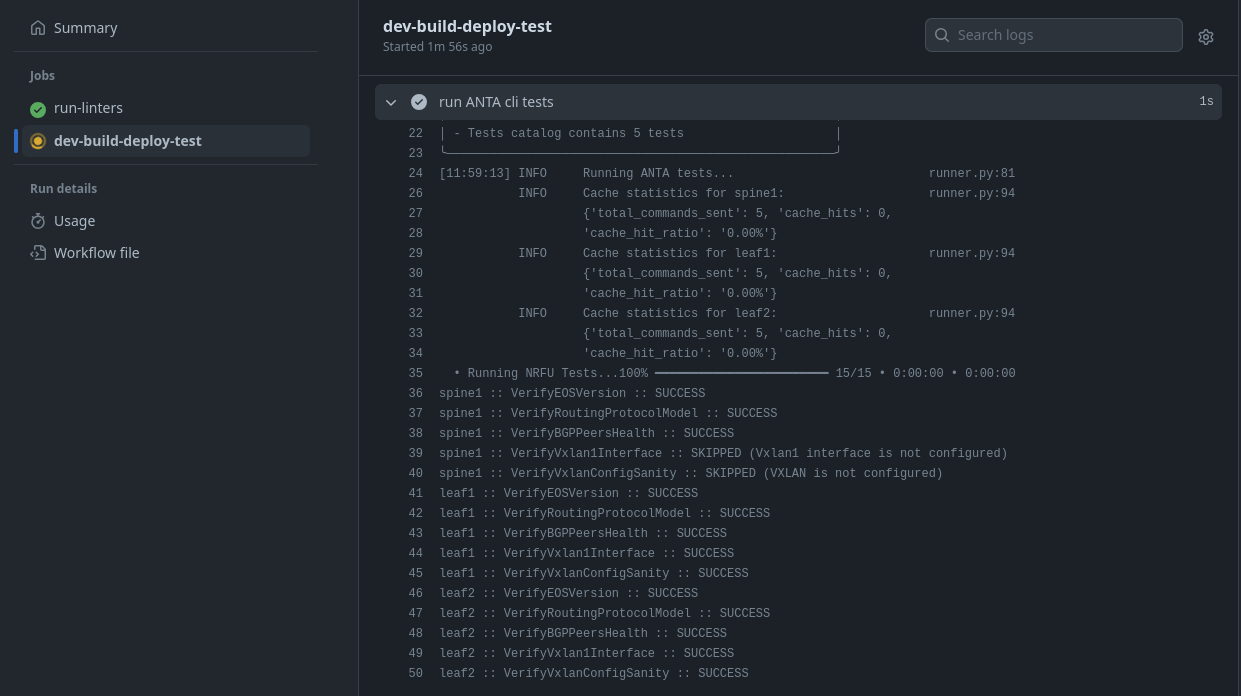 Summary
Jobs
run-linters
dev-build-deploy-test
Run details
Usage
Workflow file
dev-build-deploy-test
Started 1m 56s ago
Search logs
run ANTA cli tests 1s
22 │ - Tests catalog contains 5 tests │
23 ╰──────────────────────────────────────────────────────╯
24 [11:59:13] INFO Running ANTA tests... runner.py:81
26 INFO Cache statistics for spine1: runner.py:94
27 {'total_commands_sent': 5, 'cache_hits': 0,
28 'cache_hit_ratio': '0.00%'}
29 INFO Cache statistics for leaf1: runner.py:94
30 {'total_commands_sent': 5, 'cache_hits': 0,
31 'cache_hit_ratio': '0.00%'}
32 INFO Cache statistics for leaf2: runner.py:94
33 {'total_commands_sent': 5, 'cache_hits': 0,
34 'cache_hit_ratio': '0.00%'}
35 • Running NRFU Tests...100% ━━━━━━━━━━━━━━━━━━━━━━━━ 15/15 • 0:00:00 • 0:00:00
36 spine1 :: VerifyEOSVersion :: SUCCESS
37 spine1 :: VerifyRoutingProtocolModel :: SUCCESS
38 spine1 :: VerifyBGPPeersHealth :: SUCCESS
39 spine1 :: VerifyVxlan1Interface :: SKIPPED (Vxlan1 interface is not configured)
40 spine1 :: VerifyVxlanConfigSanity :: SKIPPED (VXLAN is not configured)
41 leaf1 :: VerifyEOSVersion :: SUCCESS
42 leaf1 :: VerifyRoutingProtocolModel :: SUCCESS
43 leaf1 :: VerifyBGPPeersHealth :: SUCCESS
44 leaf1 :: VerifyVxlan1Interface :: SUCCESS
45 leaf1 :: VerifyVxlanConfigSanity :: SUCCESS
46 leaf2 :: VerifyEOSVersion :: SUCCESS
47 leaf2 :: VerifyRoutingProtocolModel :: SUCCESS
48 leaf2 :: VerifyBGPPeersHealth :: SUCCESS
49 leaf2 :: VerifyVxlan1Interface :: SUCCESS
50 leaf2 :: VerifyVxlanConfigSanity :: SUCCESS